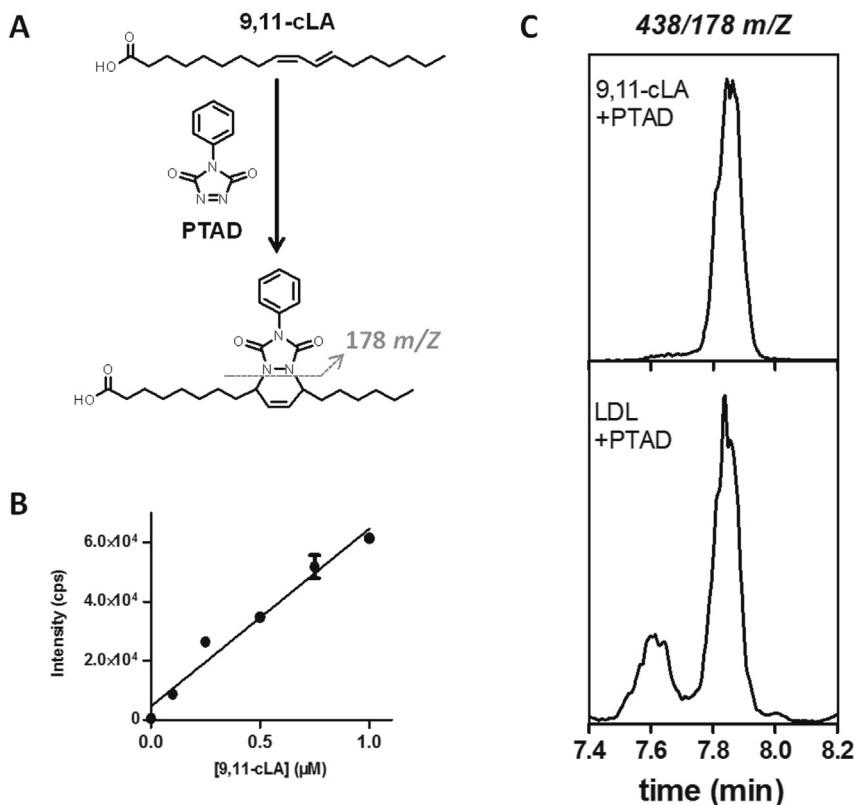 A
9,11-cLA
O
HO
O
N
O
N=N
PTAD
O
N
O
N-N
178 m/Z
O
HO
B
Intensity (cps)
6.0×10⁴
4.0×10⁴
2.0×10⁴
0
0.0 0.5 1.0
[9,11-cLA] (µM)
C
438/178 m/Z
9,11-cLA
+PTAD
LDL
+PTAD
7.4 7.6 7.8 8.0 8.2
time (min)